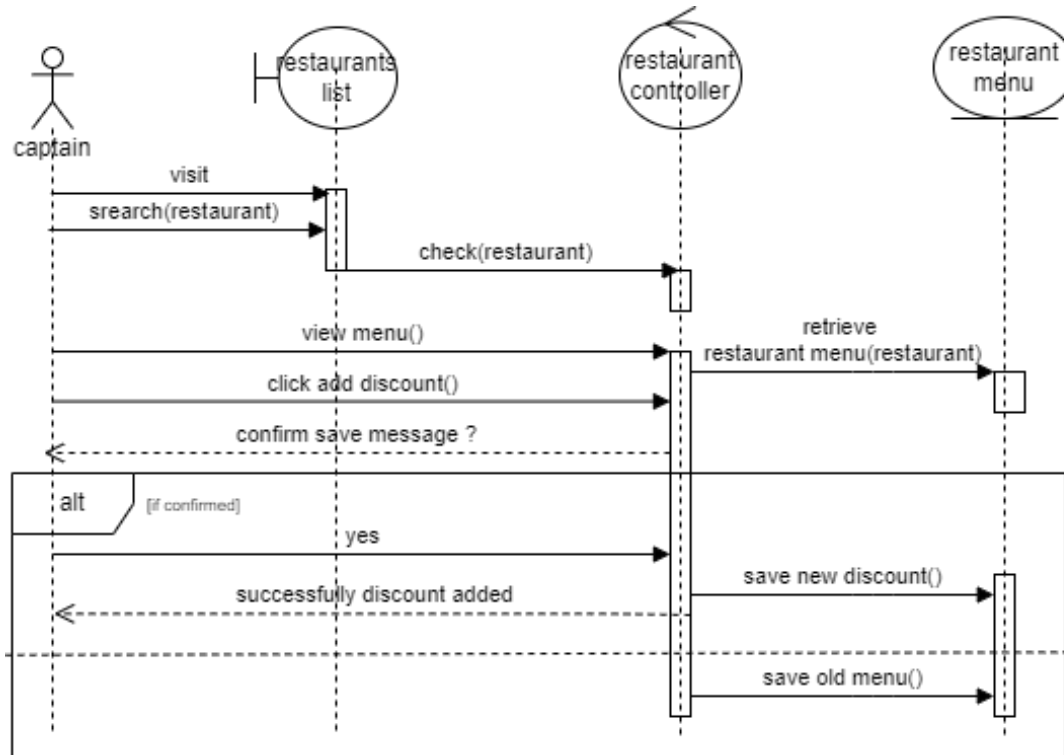 restaurants
list
restaurant
controller
restaurant
menu
captain
visit
srearch(restaurant)
check(restaurant)
view menu()
retrieve
restaurant menu(restaurant)
click add discount()
confirm save message ?
alt
[if confirmed]
yes
save new discount()
successfully discount added
save old menu()